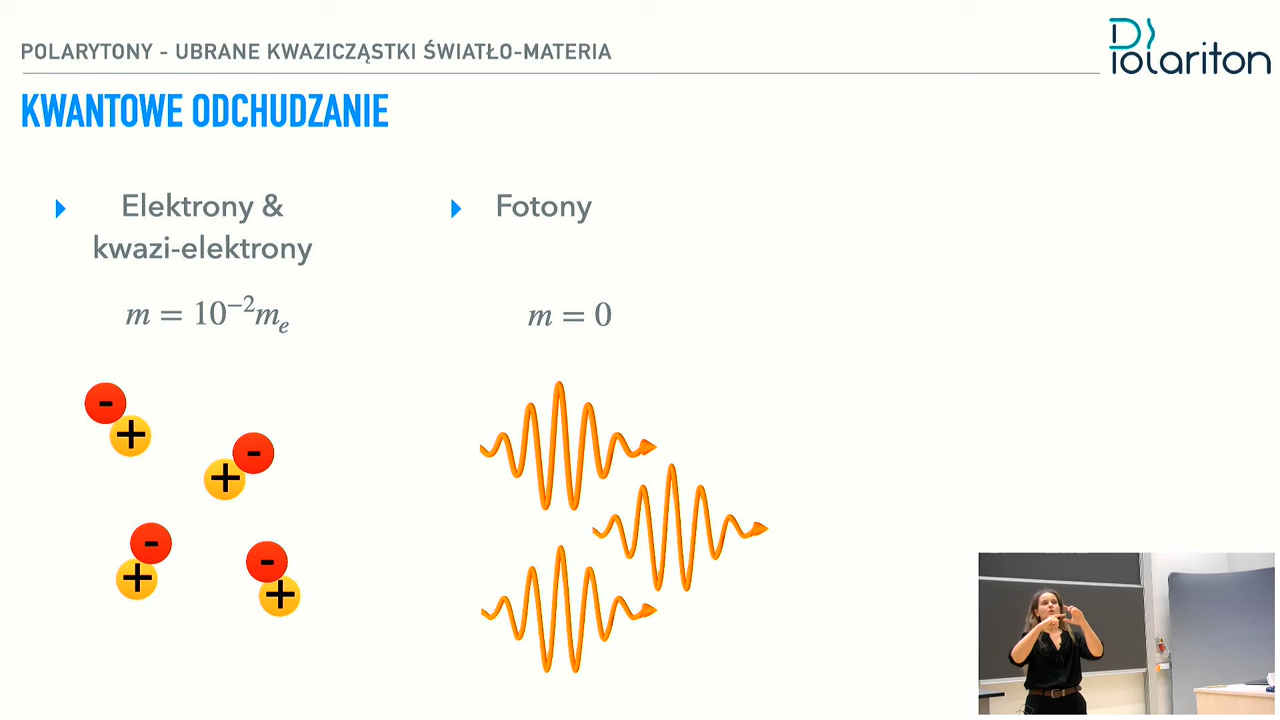 POLARYTONY - UBRANE KWAZICZĄSTKI ŚWIATŁO-MATERIA
Polariton
KWANTOWE ODCHUDZANIE
Elektrony &
kwazi-elektrony
m = 10⁻²mₑ
Fotony
m = 0
-
+
-
+
-
+
-
+